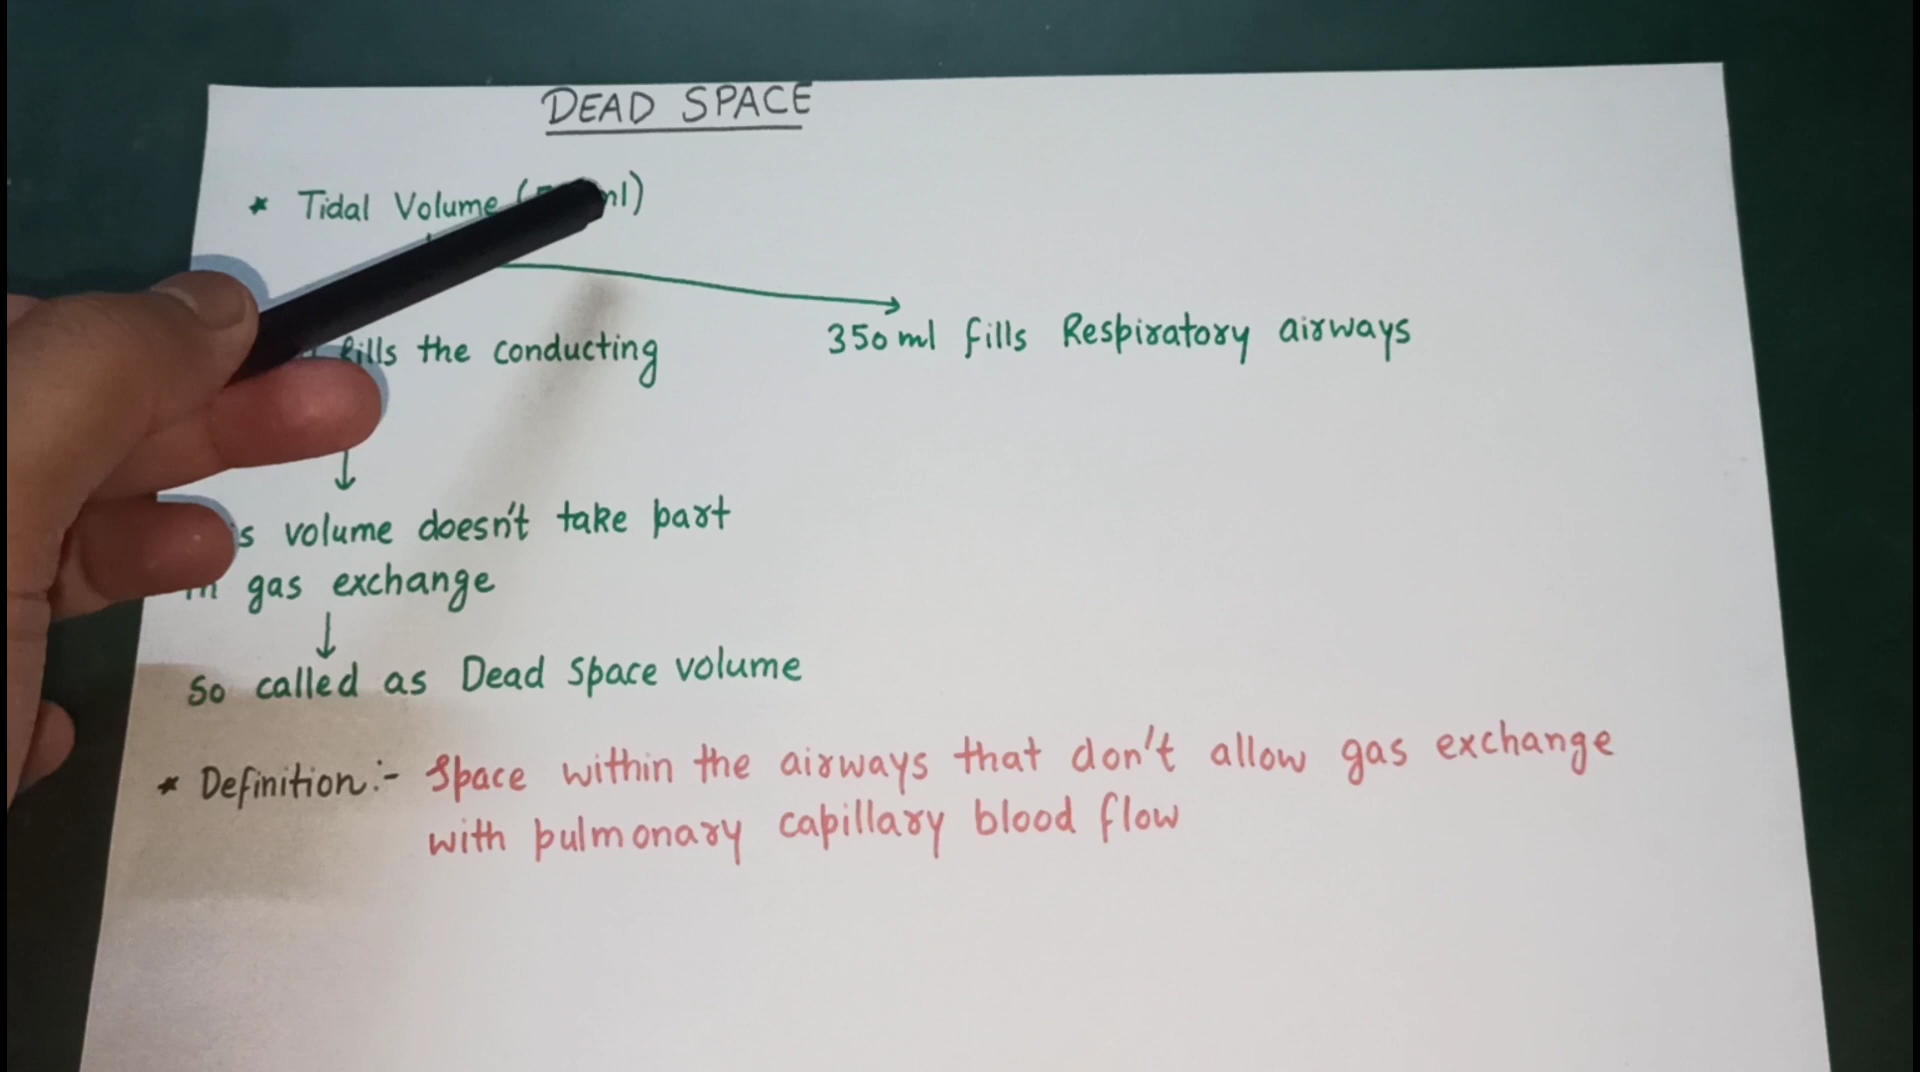 DEAD SPACE
* Tidal Volume ( ml)
fills the conducting
350 ml fills Respiratory airways
volume doesn't take part
in gas exchange
So called as Dead Space volume
* Definition:- Space within the airways that don't allow gas exchange
with pulmonary capillary blood flow